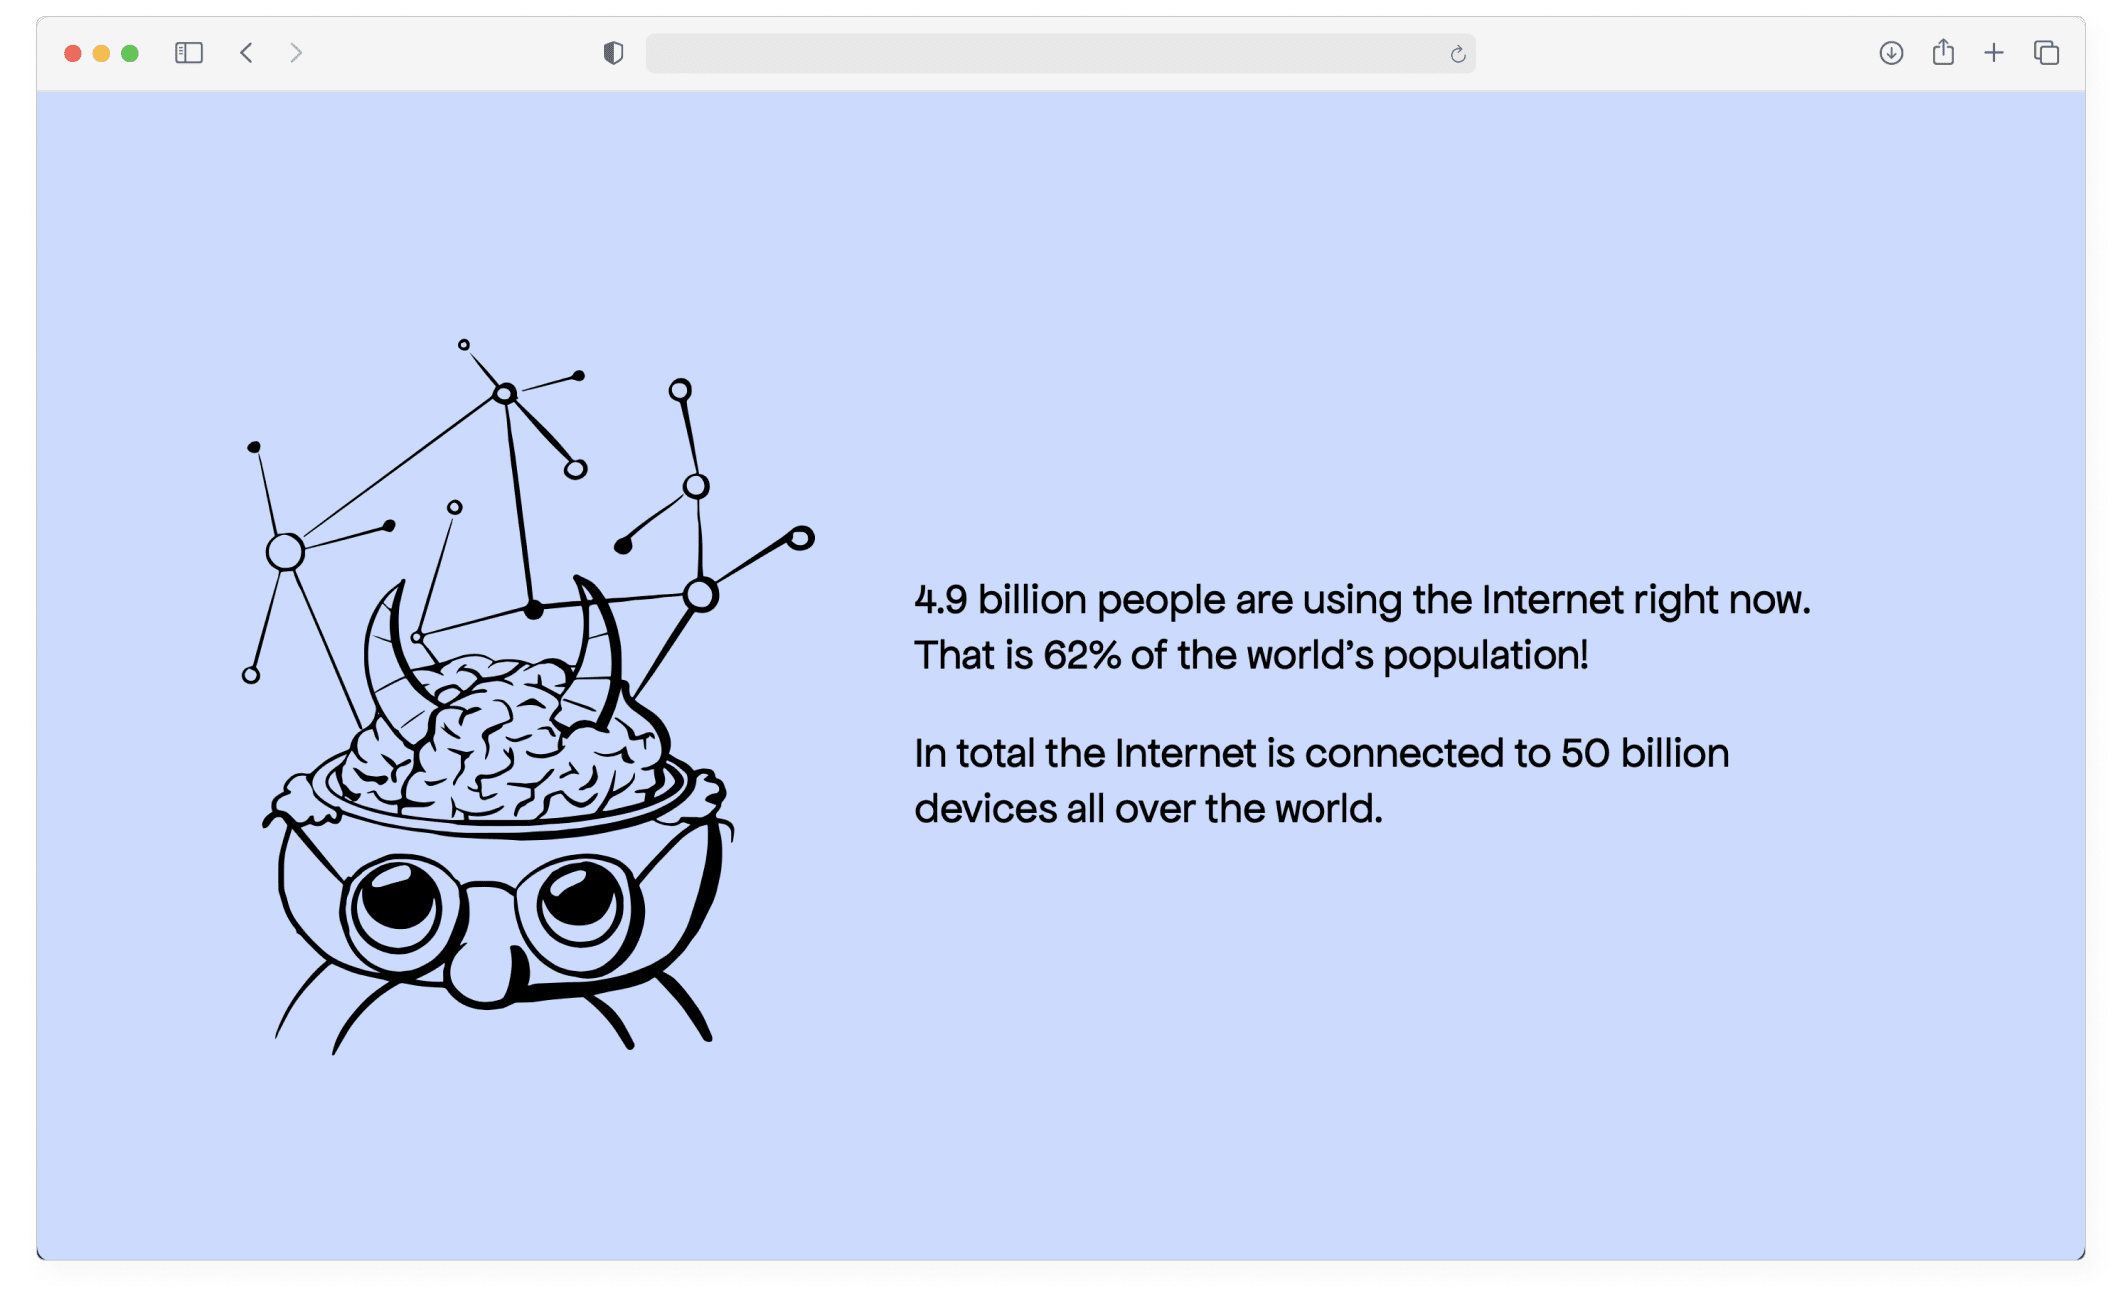 4.9 billion people are using the Internet right now.
That is 62% of the world’s population!
In total the Internet is connected to 50 billion
devices all over the world.